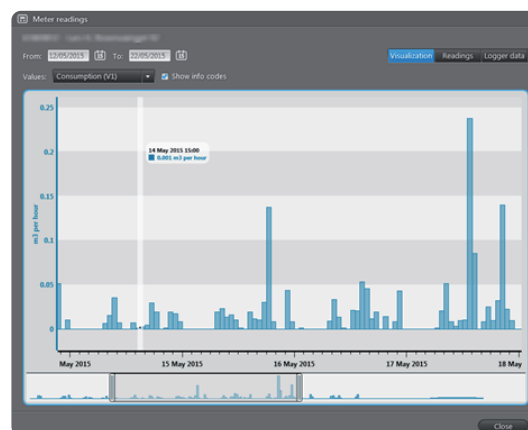 Meter readings
From: 12/05/2015 To: 22/05/2015
Visualization Readings Logger data
Values: Consumption (V1) Show info codes
0.25
0.2
0.15
0.1
0.05
0
m3 per hour
14 May 2015 15:00
0.001 m3 per hour
May 2015 15 May 2015 16 May 2015 17 May 2015 18 May
Close